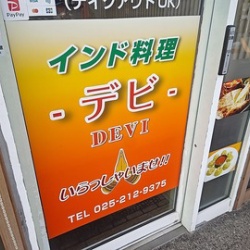 PayPay
(テイクアウトOK)
インド料理
- デビ -
DEVI
いらっしゃいませ!!
TEL 025-212-9375